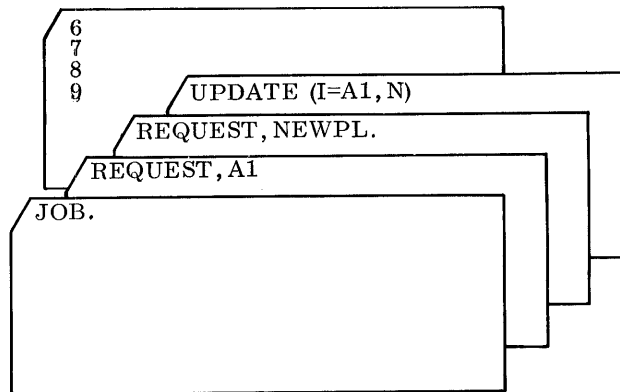 6
7
8
9
UPDATE (I=A1, N)
REQUEST, NEWPL.
REQUEST, A1
JOB.